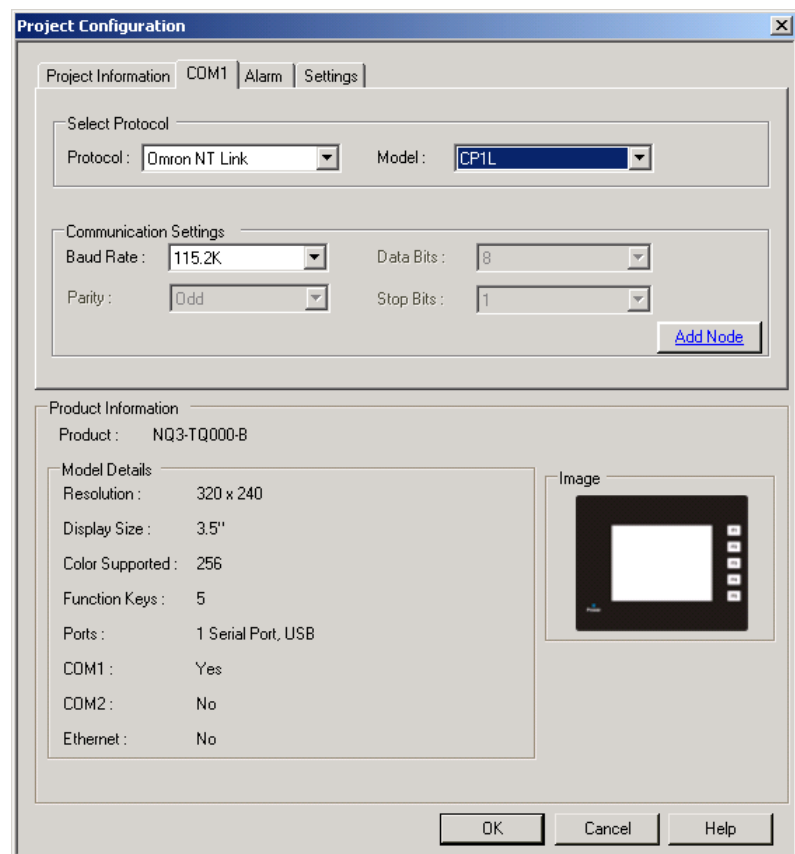 Project Configuration
Project Information COM1 Alarm Settings
Select Protocol
Protocol : Omron NT Link Model : CP1L
Communication Settings
Baud Rate : 115.2K Data Bits : 8
Parity : Odd Stop Bits : 1
Add Node
Product Information
Product : NQ3-TQ000-B
Model Details
Image
Resolution : 320 x 240
Display Size : 3.5''
Color Supported : 256
Function Keys : 5
Ports : 1 Serial Port, USB
COM1 : Yes
COM2 : No
Ethernet : No
OK Cancel Help